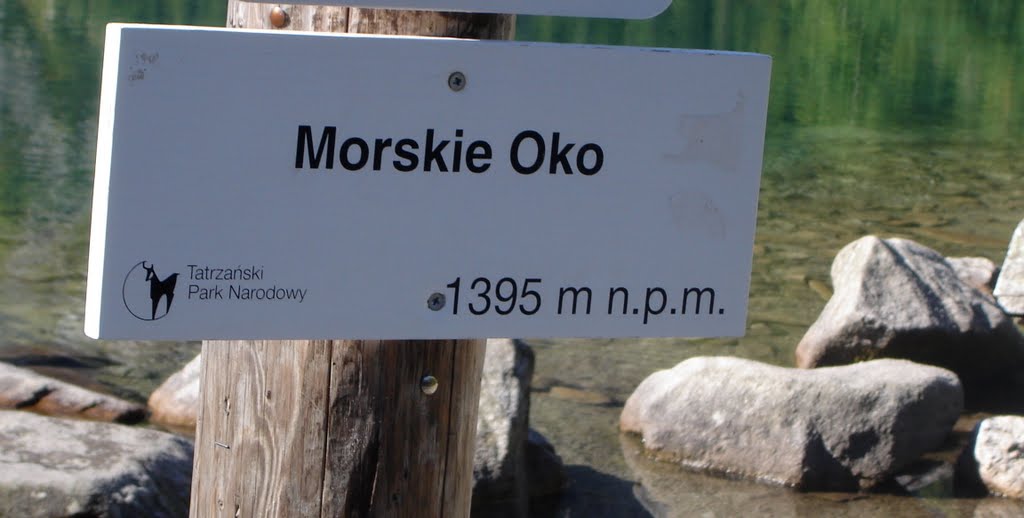 Morskie Oko
Tatrzański
Park Narodowy
1395 m n.p.m.